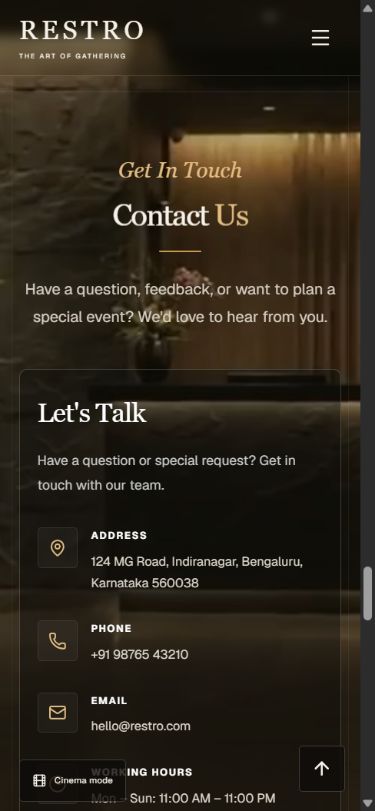 RESTRO
THE ART OF GATHERING
Get In Touch
Contact Us
Have a question, feedback, or want to plan a
special event? We'd love to hear from you.
Let's Talk
Have a question or special request? Get in
touch with our team.
ADDRESS
124 MG Road, Indiranagar, Bengaluru,
Karnataka 560038
PHONE
+91 98765 43210
EMAIL
hello@restro.com
WORKING HOURS
Cinema mode
Mon – Sun: 11:00 AM – 11:00 PM